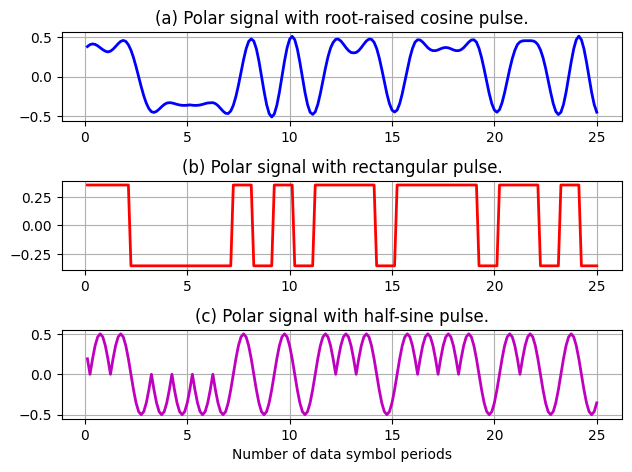 (a) Polar signal with root-raised cosine pulse.
0.5
0.0
−0.5
0 5 10 15 20 25
(b) Polar signal with rectangular pulse.
0.25
0.00
−0.25
0 5 10 15 20 25
(c) Polar signal with half-sine pulse.
0.5
0.0
−0.5
0 5 10 15 20 25
Number of data symbol periods